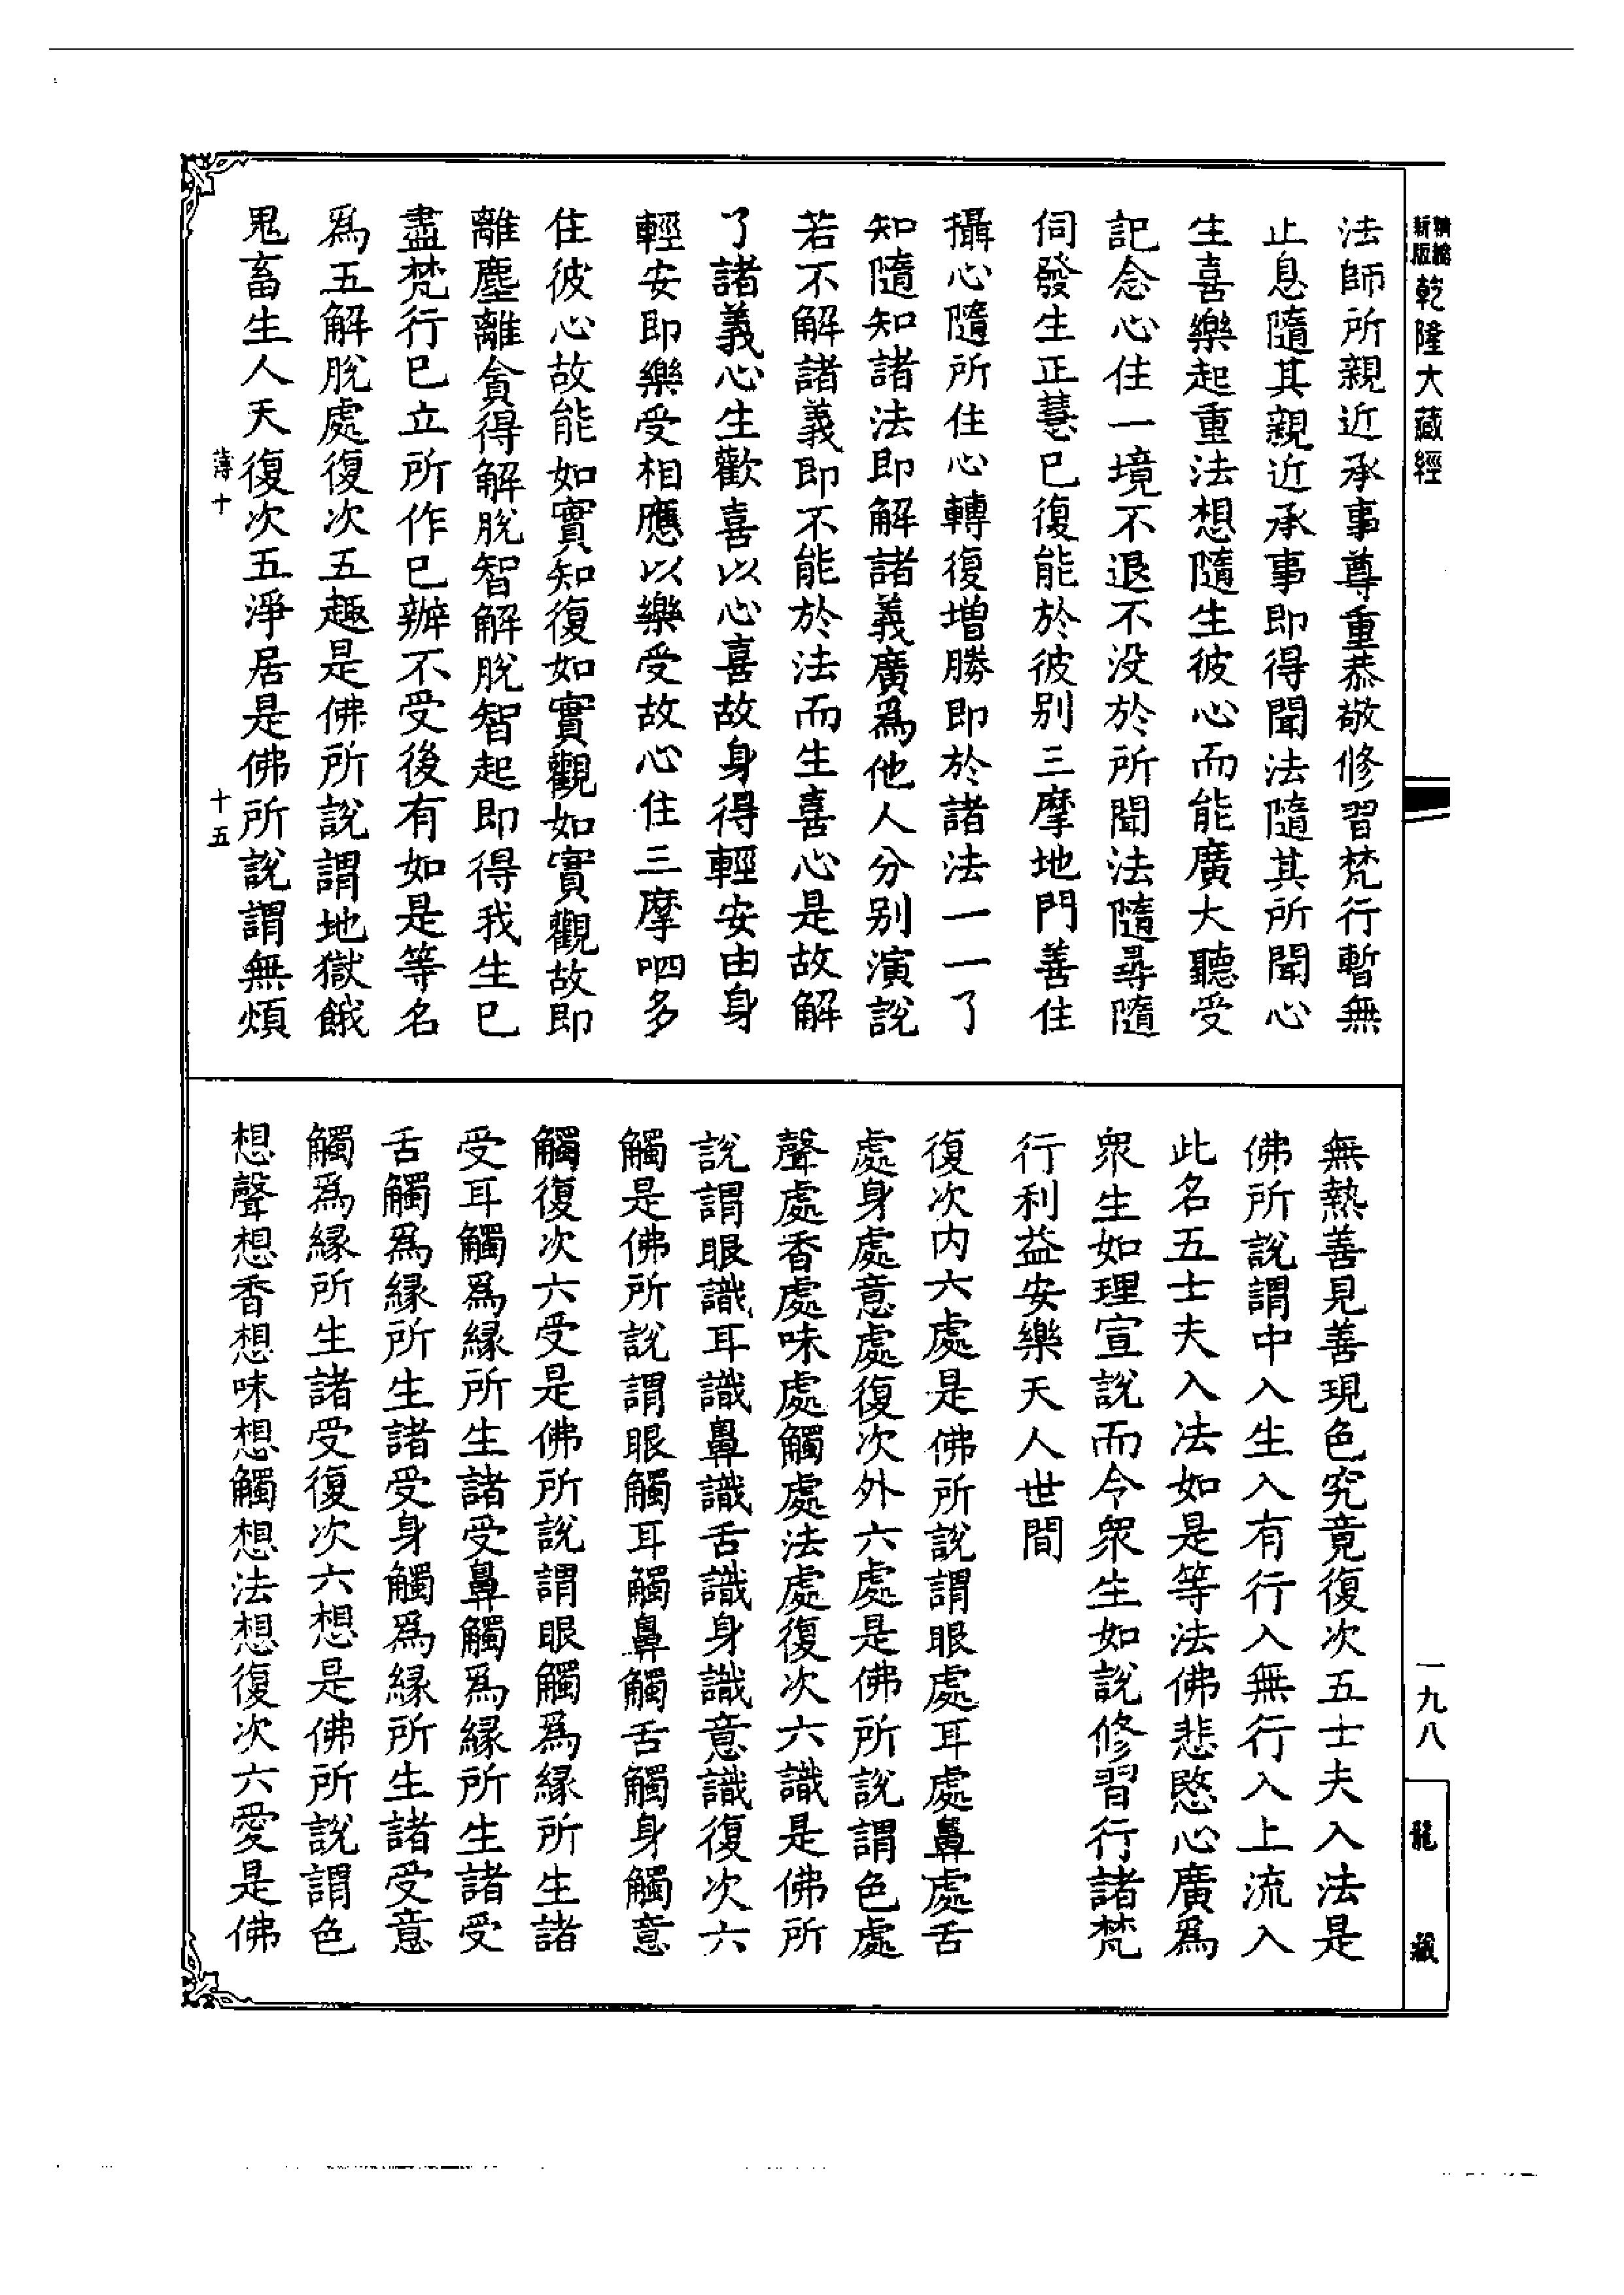 精繪
新版
乾隆大藏經
法師所親近承事尊重恭敬修習梵行暫無
止息隨其親近承事即得聞法隨其所聞心
生喜樂起重法想隨生彼心而能廣大聽受
記念心住一境不退不没於所聞法隨尋隨
伺發生正慧已復能於彼别三摩地門善住
攝心隨所住心轉復增勝即於諸法一一了
知隨知諸法即解諸義廣爲他人分别演説
若不解諸義即不能於法而生喜心是故解
了諸義心生歡喜以心喜故身得輕安由身
輕安即樂受相應以樂受故心住三摩呬多
住彼心故能如實知復如實觀如實觀故即
離塵離貪得解脫智解脫智起即得我生已
盡梵行已立所作已辦不受後有如是等名
爲五解脫處復次五趣是佛所說謂地獄餓
鬼畜生人天復次五淨居是佛所說謂無煩
薄十
十五
無熱善見善現色究竟復次五士夫入法是
佛所說謂中入生入有行入無行入上流入
此名五士夫入法如是等法佛悲愍心廣爲
衆生如理宣說而令衆生如說修習行諸梵
行利益安樂天人世間
復次内六處是佛所說謂眼處耳處鼻處舌
處身處意處復次外六處是佛所說謂色處
聲處香處味處觸處法處復次六識是佛所
說謂眼識耳識鼻識舌識身識意識復次六
觸是佛所說謂眼觸耳觸鼻觸舌觸身觸意
觸復次六受是佛所說謂眼觸爲緣所生諸
受耳觸爲緣所生諸受鼻觸爲緣所生諸受
舌觸爲緣所生諸受身觸爲緣所生諸受意
觸爲緣所生諸受復次六想是佛所說謂色
想聲想香想味想觸想法想復次六愛是佛
一九八
龍藏